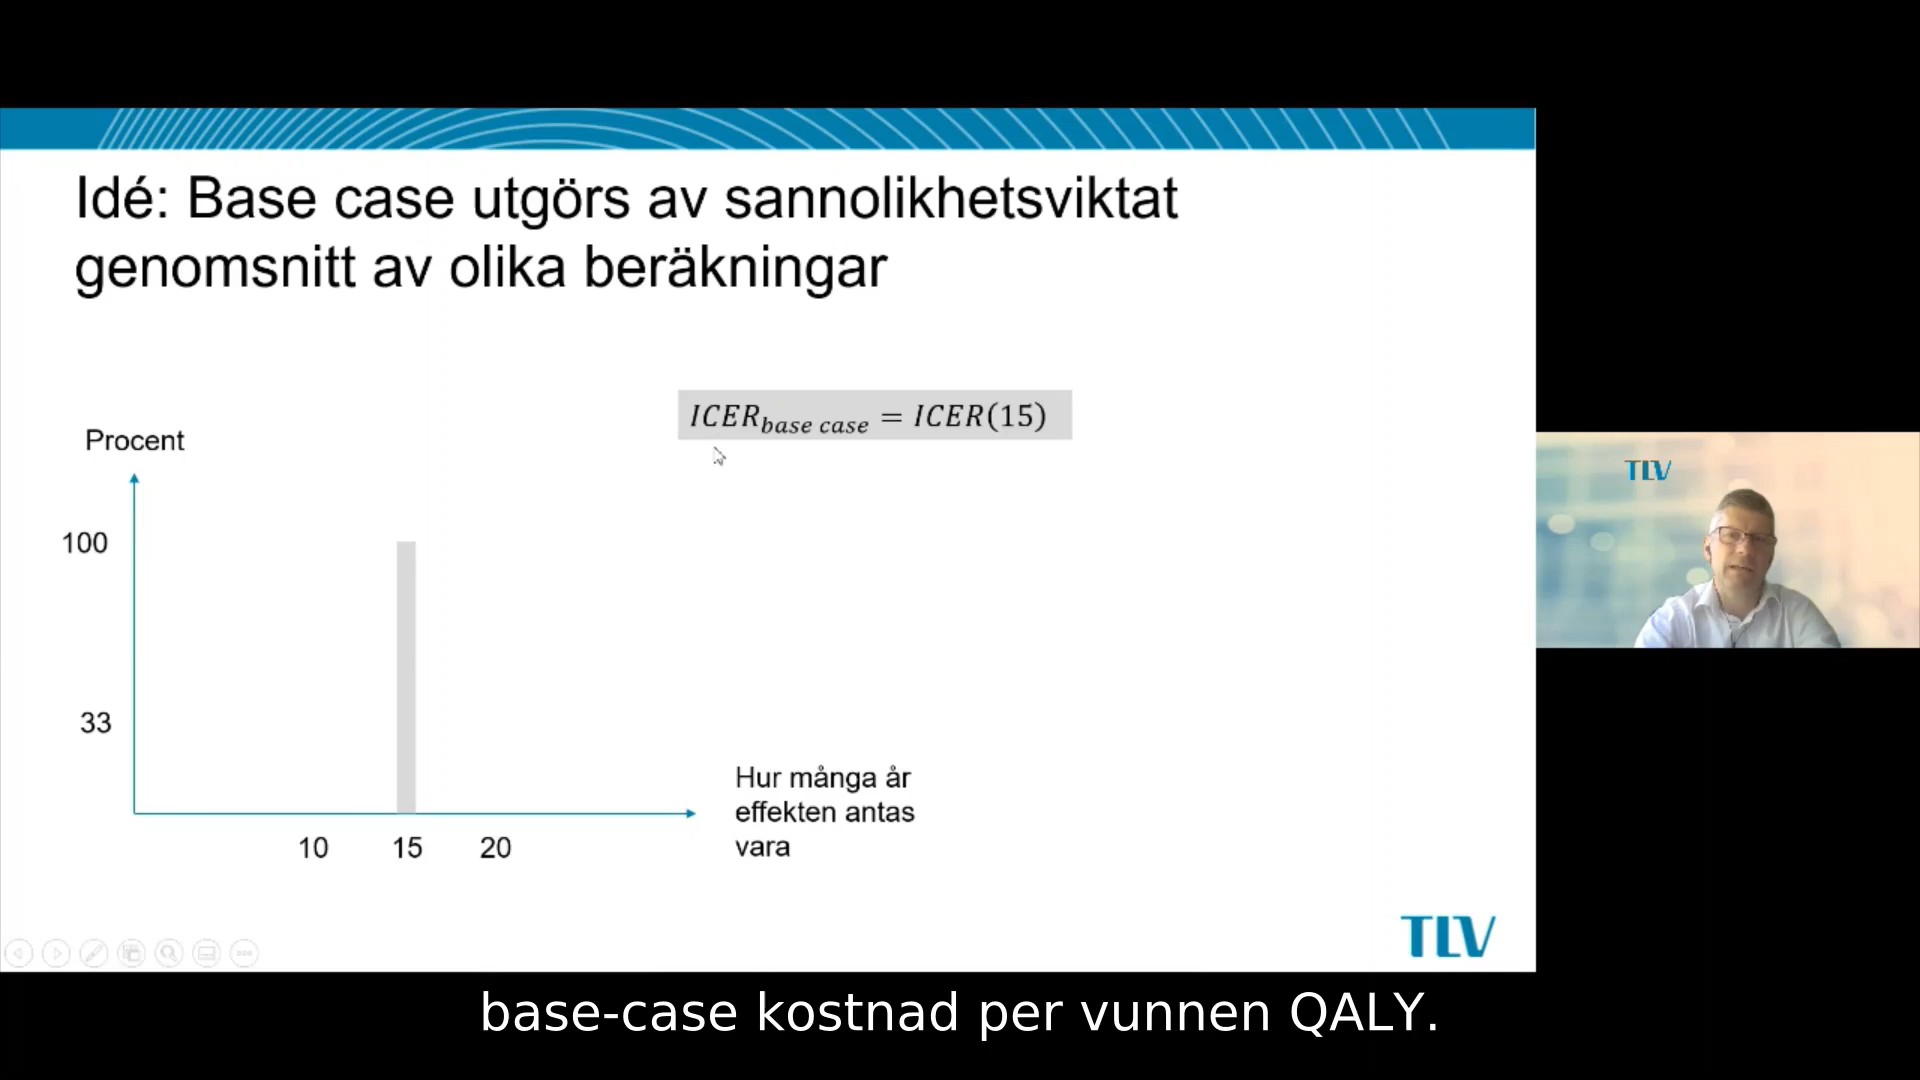 Idé: Base case utgörs av sannolikhetsviktat
genomsnitt av olika beräkningar
ICER_base case = ICER(15)
Procent
100
33
10 15 20
Hur många år
effekten antas
vara
TLV
TLV
base-case kostnad per vunnen QALY.